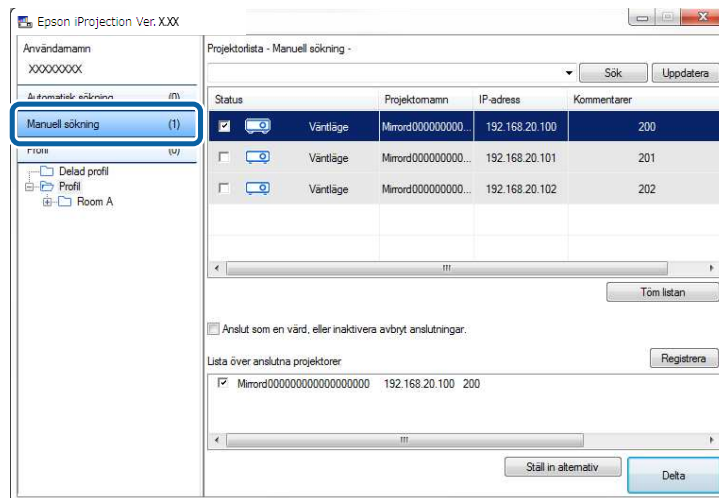 Epson iProjection Ver. X.XX
Användarnamn
XXXXXXXX
Automatisk sökning (0)
Manuell sökning (1)
Profil (0)
Delad profil
Profil
Room A
Projektorlista - Manuell sökning -
Sök Uppdatera
Status Projektornamn IP-adress Kommentarer
Väntläge Mirrord000000000... 192.168.20.100 200
Väntläge Mirrord000000000... 192.168.20.101 201
Väntläge Mirrord000000000... 192.168.20.102 202
Töm listan
Anslut som en värd, eller inaktivera avbryt anslutningar.
Lista över anslutna projektorer Registrera
Mirrord000000000000000000 192.168.20.100 200
Ställ in alternativ Delta